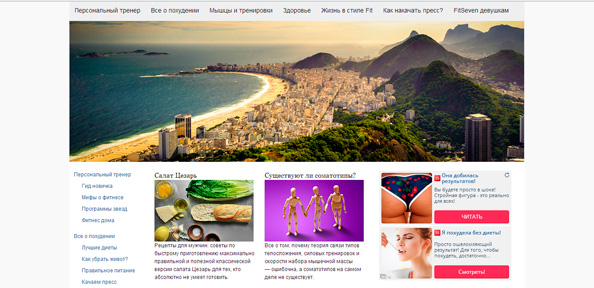 Персональный тренер Все о похудении Мышцы и тренировки Здоровье Жизнь в стиле Fit Как накачать пресс? FitSeven девушкам
Персональный тренер
Гид новичка
Мифы о фитнесе
Программы звезд
Фитнес дома
Все о похудении
Лучшие диеты
Как убрать живот?
Правильное питание
Качаем пресс
Салат Цезарь
Рецепты для мужчин: советы по
быстрому приготовлению максимально
правильной и полезной классической
версии салата Цезарь для тех, кто
абсолютно не умеет готовить.
Существуют ли соматотипы?
Все о том, почему теория связи типов
телосложения, силовых тренировок и
скорости набора мышечной массы
— ошибочна, а соматотипов на самом
деле не существует.
Она добилась
результатов!
Вы будете просто в шоке!
Стройная фигура - это реально
для всех!
ЧИТАТЬ
Я похудела без диеты!
Просто ошеломляющий
результат! Для того, чтобы
похудеть, достаточно...
Смотреть!